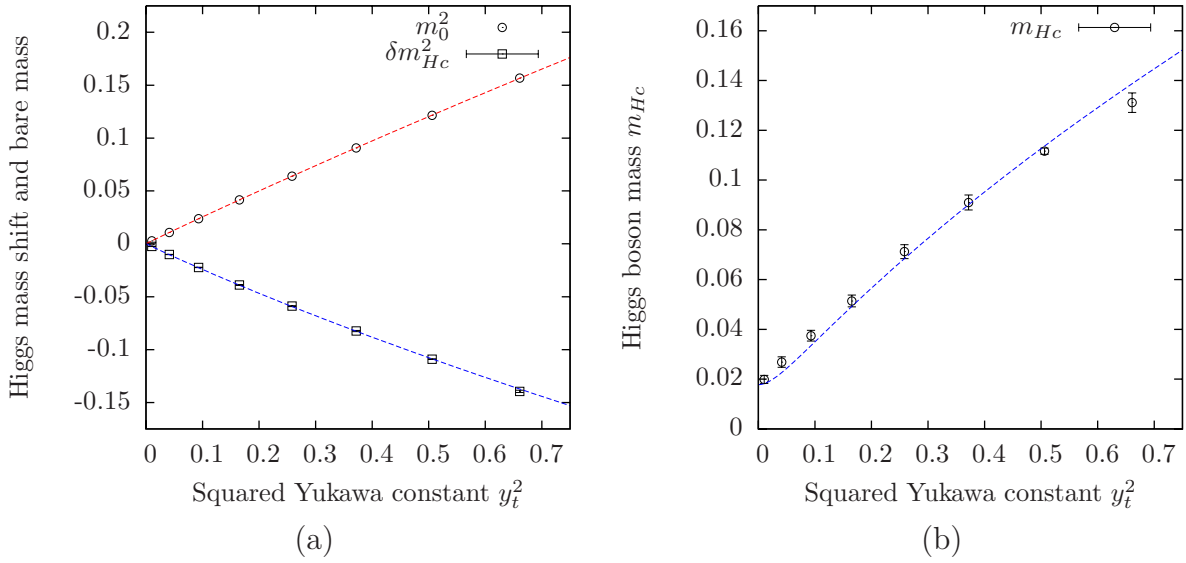 Higgs mass shift and bare mass
0.2
0.15
0.1
0.05
0
-0.05
-0.1
-0.15
m_0^2
δm_{Hc}^2
0 0.1 0.2 0.3 0.4 0.5 0.6 0.7
Squared Yukawa constant y_t^2
(a)
Higgs boson mass m_{Hc}
0.16
0.14
0.12
0.1
0.08
0.06
0.04
0.02
0
m_{Hc}
0 0.1 0.2 0.3 0.4 0.5 0.6 0.7
Squared Yukawa constant y_t^2
(b)